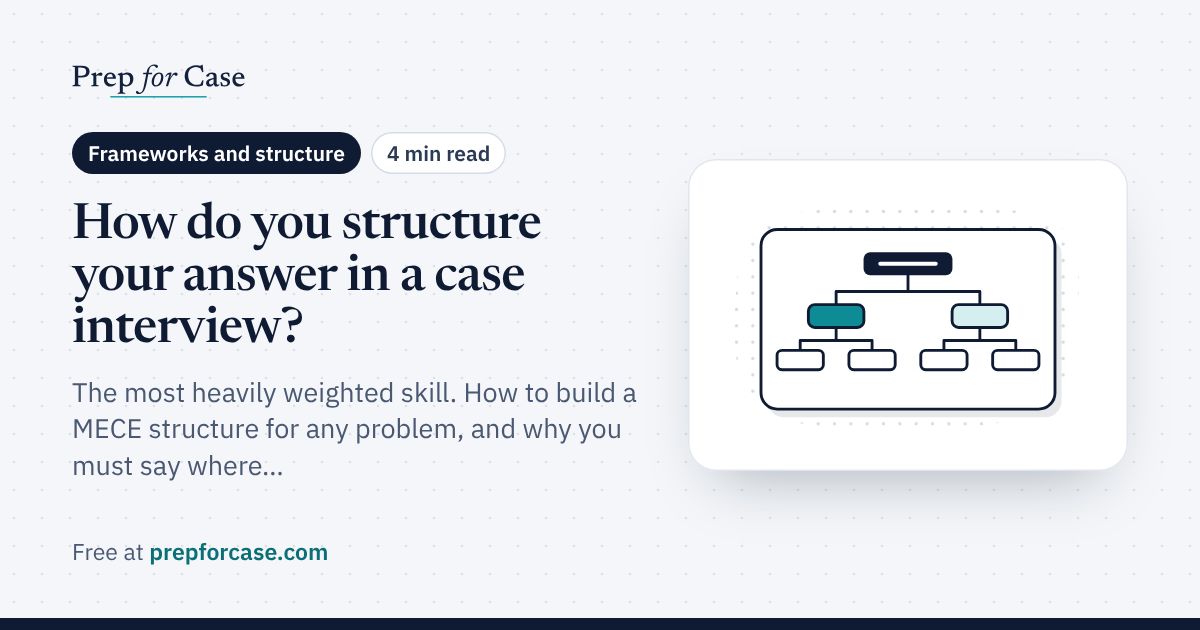 Prep for Case
Frameworks and structure
4 min read
How do you structure
your answer in a case
interview?
The most heavily weighted skill. How to build a
MECE structure for any problem, and why you
must say where...
Free at prepforcase.com